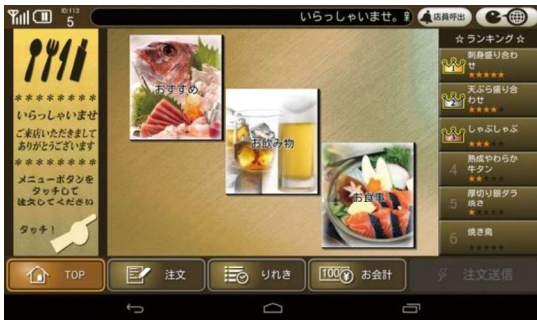 ID:113
5
いらっしゃいませ。
店員呼出
いらっしゃいませ
ご来店いただきまして
ありがとうございます
メニューボタンを
タッチして
注文してください
タッチ！
おすすめ
お飲み物
お食事
☆ランキング☆
刺身盛り合わ
せ
★★★★★
天ぷら盛り合
わせ
★★★★
しゃぶしゃぶ
★★★
4
熟成やわらか
牛タン
★★
5
厚切り銀ダラ
焼き
★
6
焼き鳥
TOP
注文
りれき
100
¥
お会計
注文送信